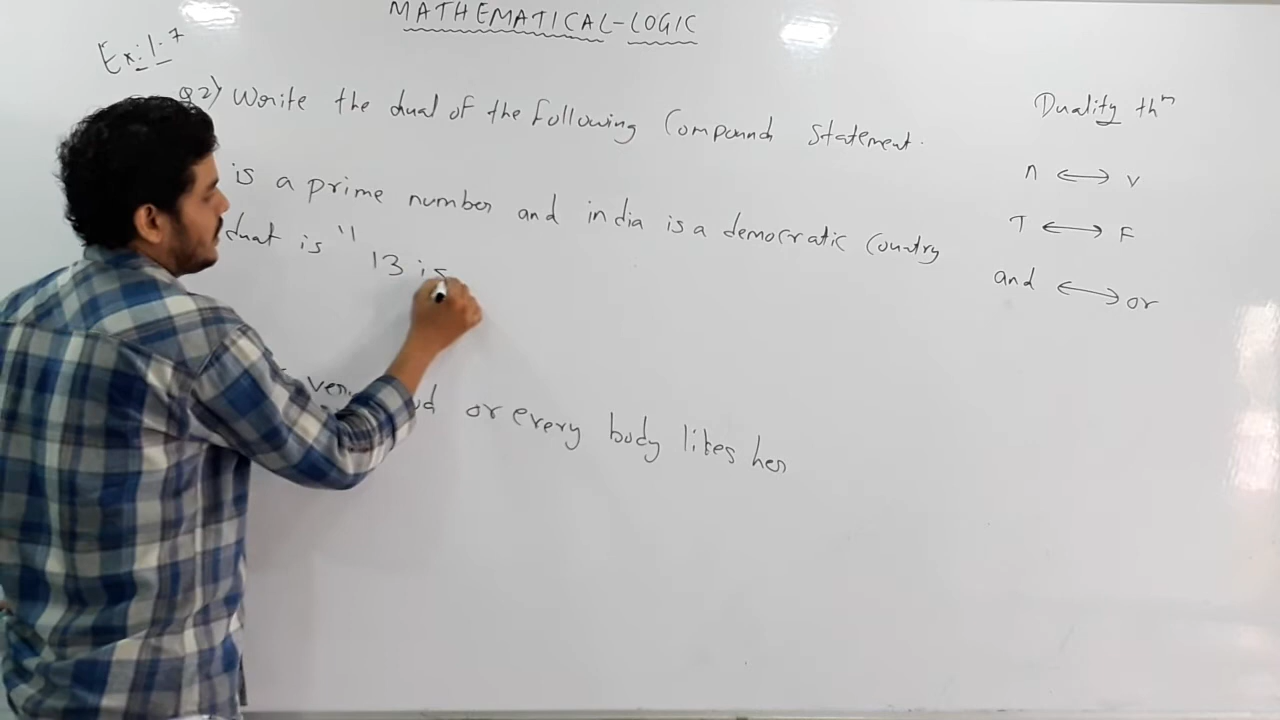 MATHEMATICAL-LOGIC
Ex:1.7
Q2) Write the dual of the following Compound Statement.
is a prime number and india is a democratic Country
dual is " 13 is
or every body likes her
Duality thm
∧ ↔ ∨
T ↔ F
and ↔ or